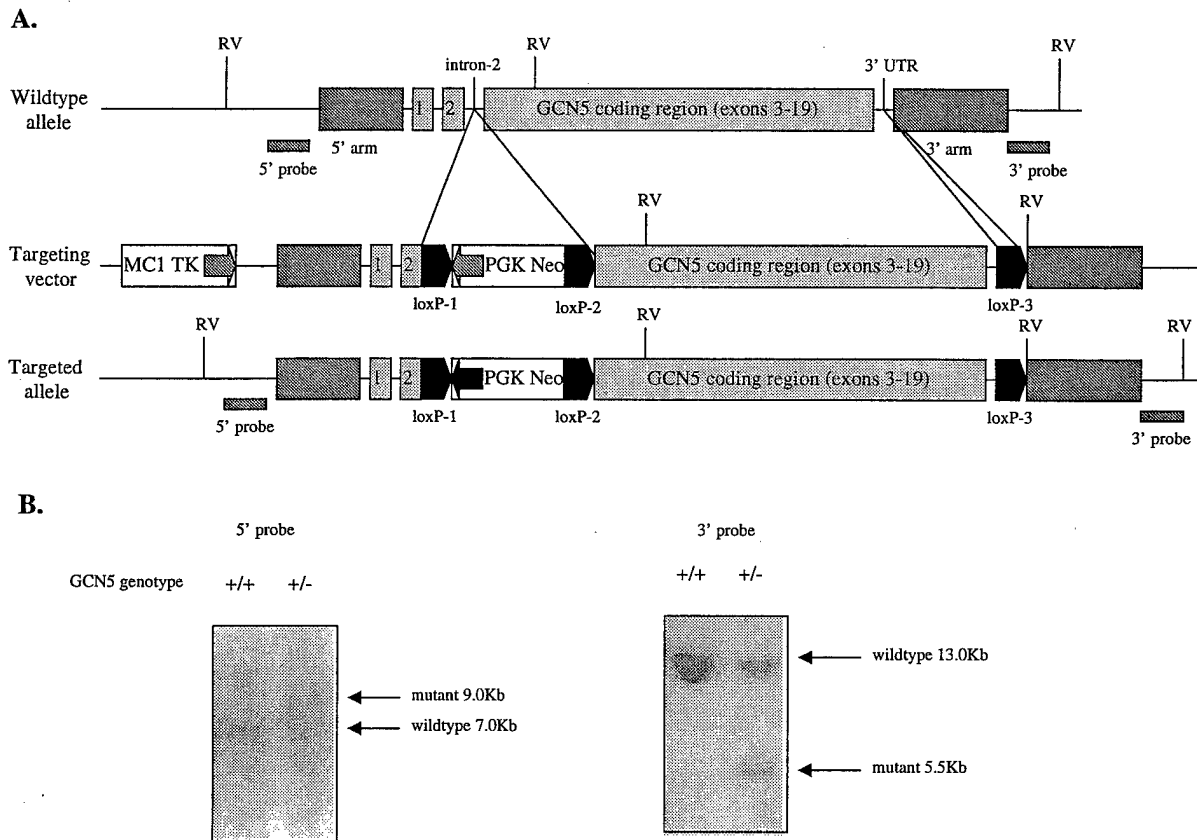 A.
RV
RV
RV
intron-2
3' UTR
Wildtype
allele
1
2
GCN5 coding region (exons 3-19)
5' probe
5' arm
3' arm
3' probe
RV
RV
Targeting
vector
MC1 TK
1
2
PGK Neo
GCN5 coding region (exons 3-19)
loxP-1
loxP-2
loxP-3
RV
RV
RV
RV
Targeted
allele
1
2
PGK Neo
GCN5 coding region (exons 3-19)
5' probe
loxP-1
loxP-2
loxP-3
3' probe
B.
5' probe
3' probe
GCN5 genotype
+/+
+/-
+/+
+/-
mutant 9.0Kb
wildtype 7.0Kb
wildtype 13.0Kb
mutant 5.5Kb